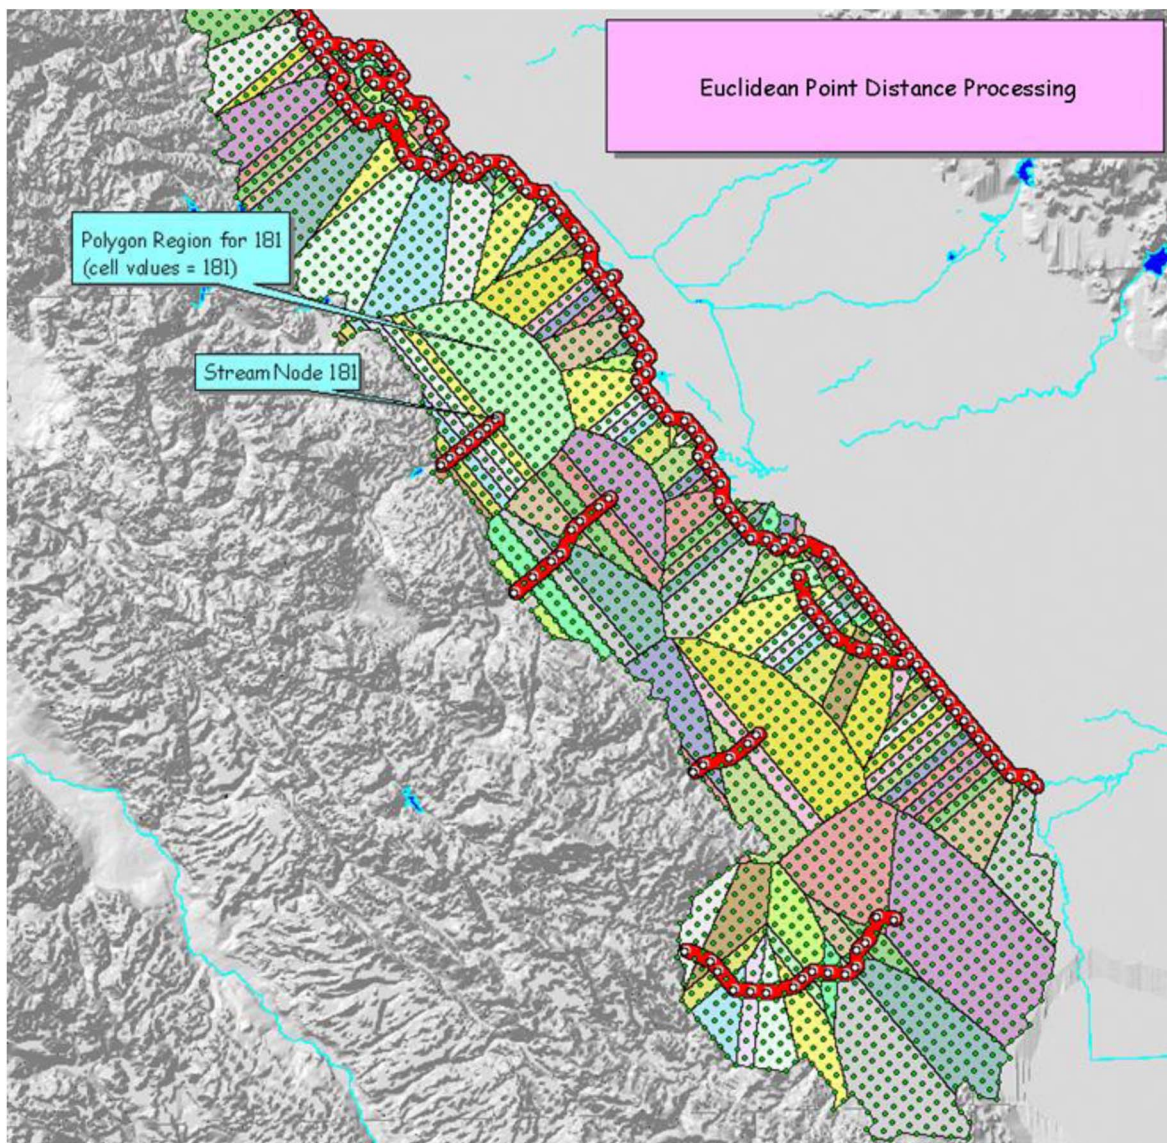 Euclidean Point Distance Processing
Polygon Region for 181
(cell values = 181)
Stream Node 181